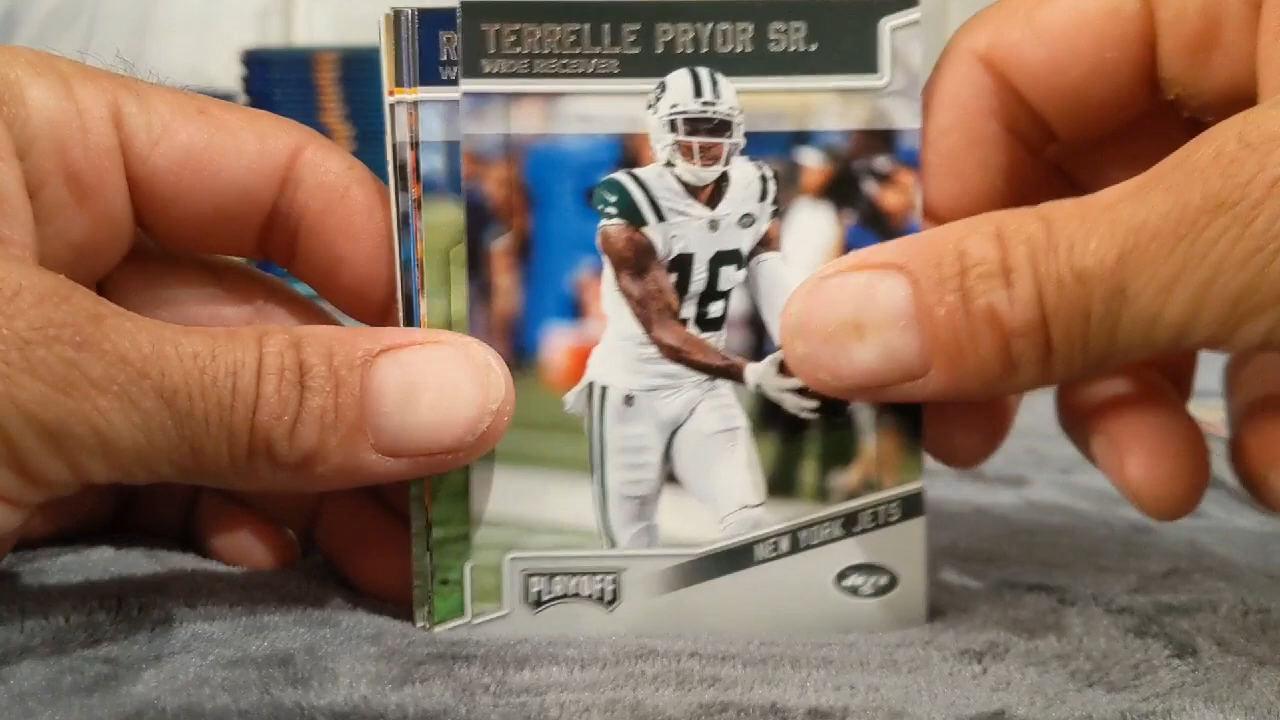 R
W
TERRELLE PRYOR SR.
WIDE RECEIVER
16
NEW YORK JETS
PLAYOFF